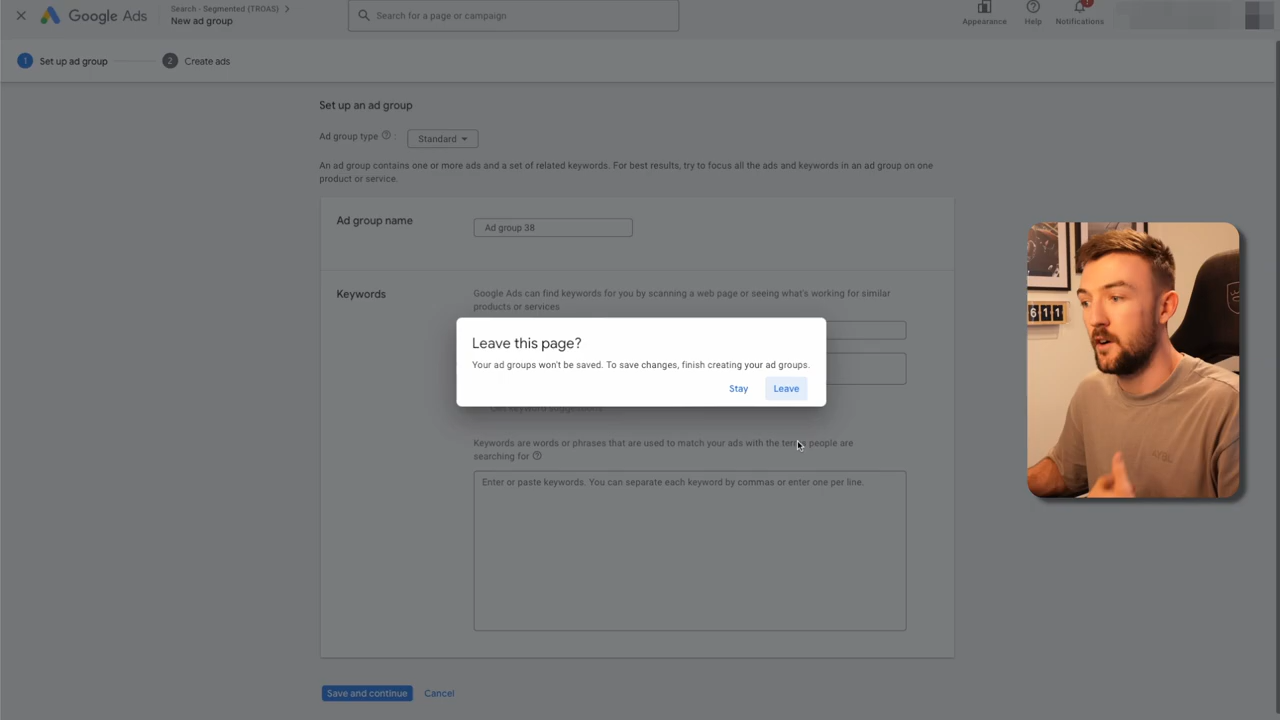 Google Ads
Search - Segmented (TROAS)
New ad group
Search for a page or campaign
Appearance
Help
Notifications
1 Set up ad group
2 Create ads
Set up an ad group
Ad group type ? :
Standard
An ad group contains one or more ads and a set of related keywords. For best results, try to focus all the ads and keywords in an ad group on one
product or service.
Ad group name
Ad group 38
Keywords
Google Ads can find keywords for you by scanning a web page or seeing what's working for similar
products or services
Leave this page?
Your ad groups won't be saved. To save changes, finish creating your ad groups.
Stay
Leave
Get keyword suggestions
Keywords are words or phrases that are used to match your ads with the terms people are
searching for ?
Enter or paste keywords. You can separate each keyword by commas or enter one per line.
Save and continue
Cancel
6 11